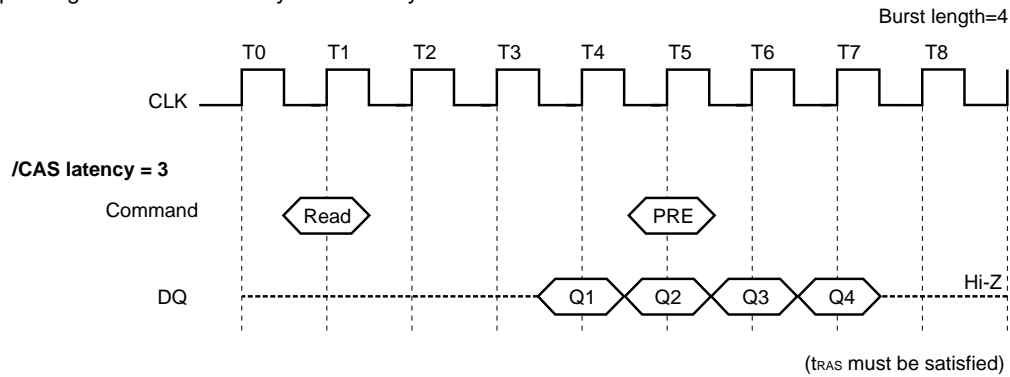 Burst length=4
T0 T1 T2 T3 T4 T5 T6 T7 T8
CLK
/CAS latency = 3
Command Read PRE
DQ Q1 Q2 Q3 Q4 Hi-Z
(tRAS must be satisfied)